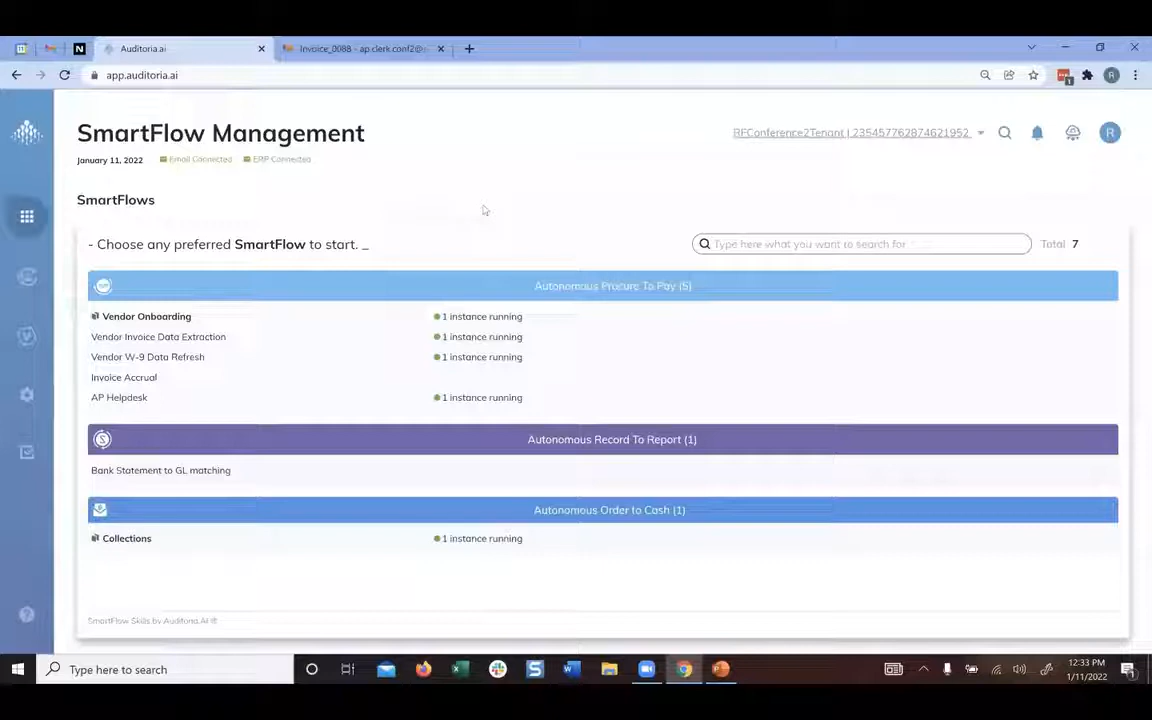 Auditoria.ai
Invoice_0088 - ap.clerk.conf2@
app.auditoria.ai
SmartFlow Management
RFConference2Tenant | 235457762874621952
R
January 11, 2022 Email Connected ERP Connected
SmartFlows
- Choose any preferred SmartFlow to start. _
Type here what you want to search for
Total 7
Autonomous Procure To Pay (5)
Vendor Onboarding 1 instance running
Vendor Invoice Data Extraction 1 instance running
Vendor W-9 Data Refresh 1 instance running
Invoice Accrual
AP Helpdesk 1 instance running
Autonomous Record To Report (1)
Bank Statement to GL matching
Autonomous Order to Cash (1)
Collections 1 instance running
SmartFlow Skills by Auditoria.AI
Type here to search
12:33 PM
1/11/2022